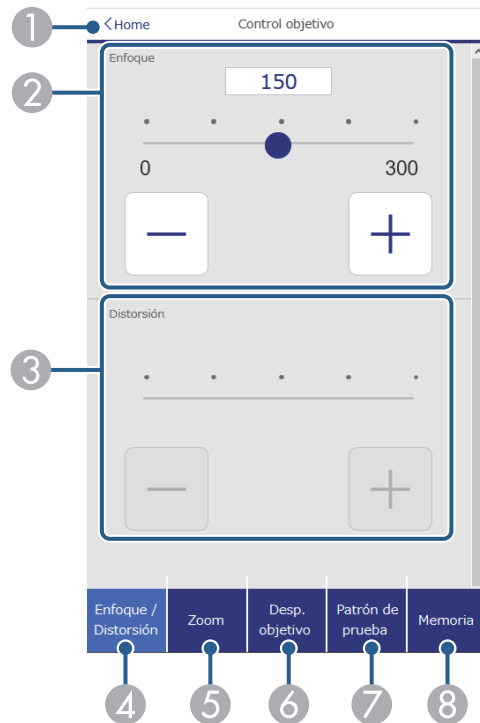 1
<Home
Control objetivo
2
Enfoque
150
0
300
3
Distorsión
Enfoque /
Distorsión
Zoom
Desp.
objetivo
Patrón de
prueba
Memoria
4
5
6
7
8